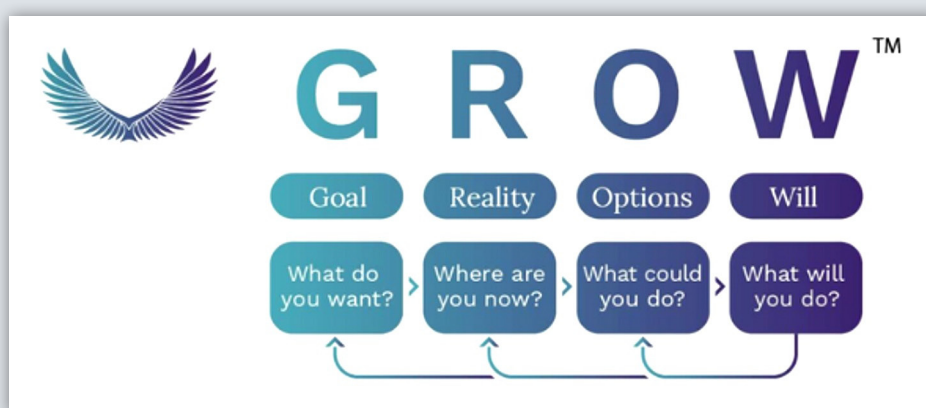 GROW™
Goal
Reality
Options
Will
What do
you want?
Where are
you now?
What could
you do?
What will
you do?